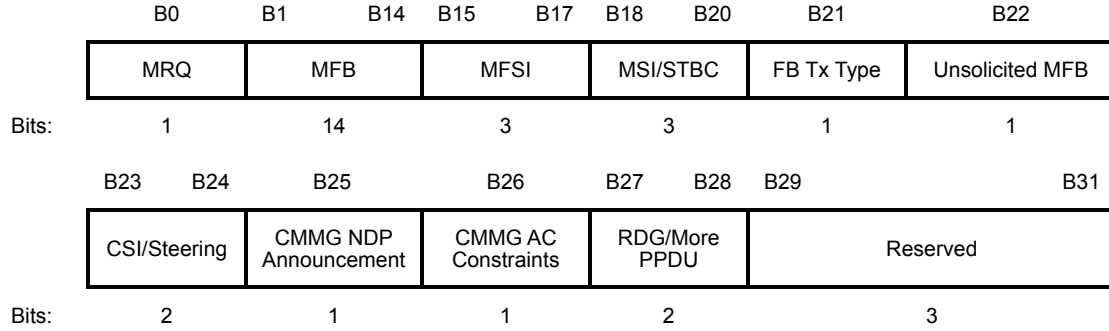 B0 B1 B14 B15 B17 B18 B20 B21 B22
MRQ MFB MFSI MSI/STBC FB Tx Type Unsolicited MFB
Bits: 1 14 3 3 1 1
B23 B24 B25 B26 B27 B28 B29 B31
CSI/Steering CMMG NDP Announcement CMMG AC Constraints RDG/More PPDU Reserved
Bits: 2 1 1 2 3